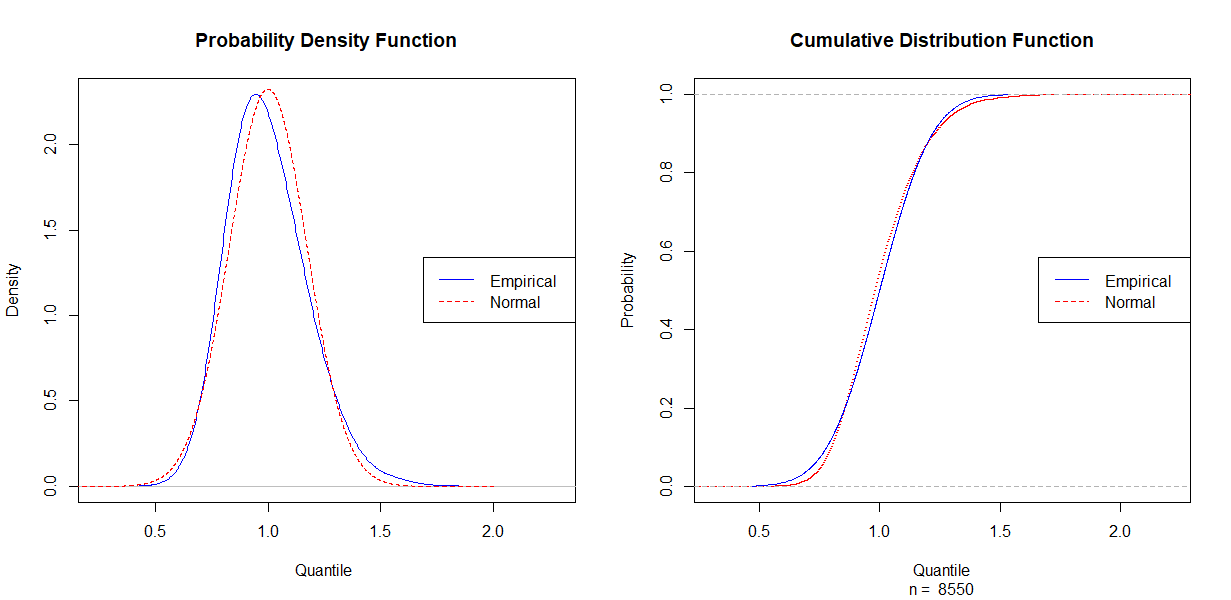 Probability Density Function
Density
0.0
0.5
1.0
1.5
2.0
0.5
1.0
1.5
2.0
Quantile
Empirical
Normal
Cumulative Distribution Function
Probability
0.0
0.2
0.4
0.6
0.8
1.0
0.5
1.0
1.5
2.0
Quantile
n = 8550
Empirical
Normal